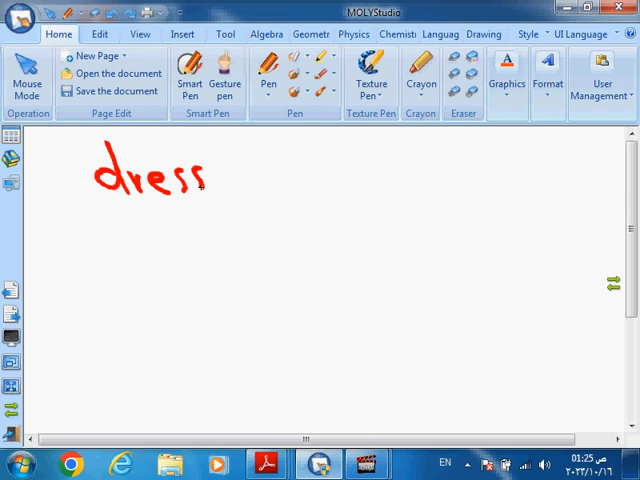 MOLYStudio
Home Edit View Insert Tool Algebra Geometr Physics Chemist Languag Drawing Style UI Language
Mouse Mode
New Page
Open the document
Save the document
Smart Pen
Gesture pen
Pen
Texture Pen
Crayon
Graphics
Format
User Management
Operation Page Edit Smart Pen Pen Texture Pen Crayon Eraser
dress
EN
01:25 ص
٢٠٢٣/١٠/١٦